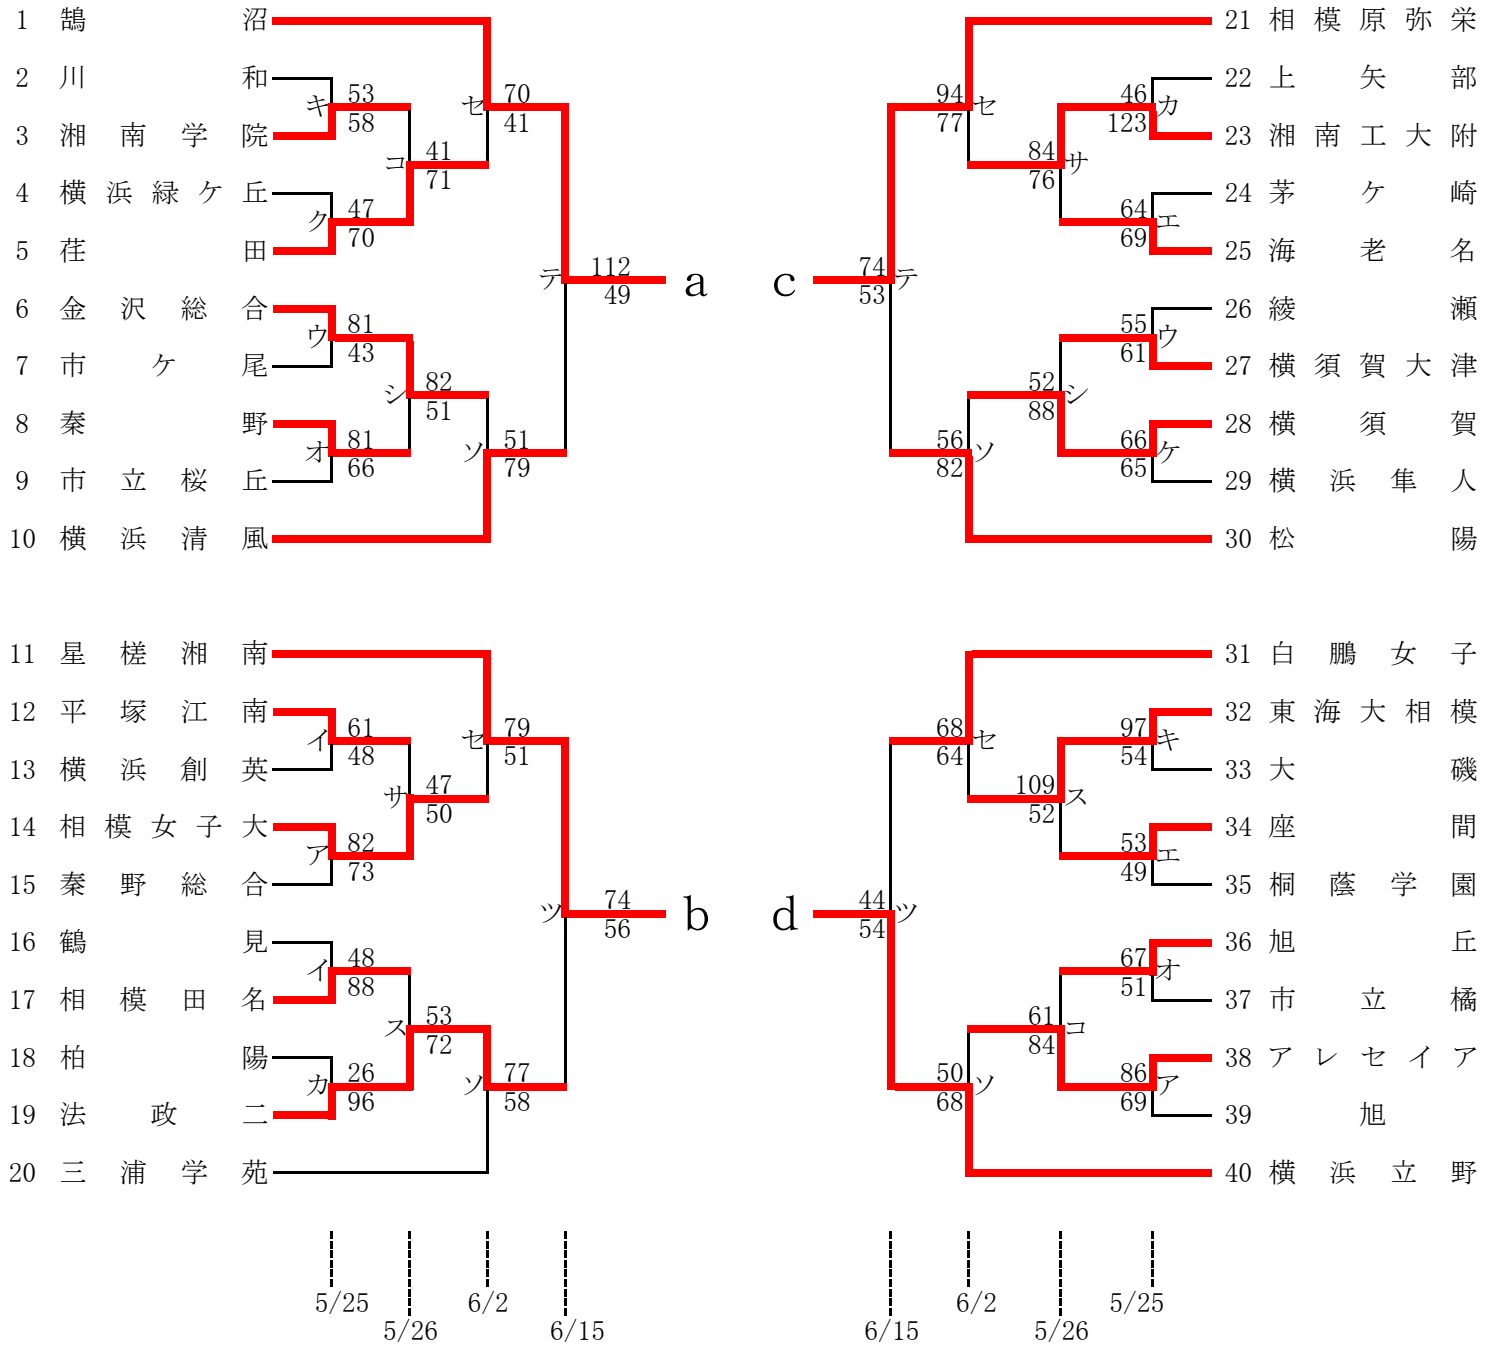 1 鵠沼
2 川和
キ 53
58
3 湘南学院
セ 70
41
コ 41
71
4 横浜緑ケ丘
ク 47
70
5 荏田
テ 112
49
a
6 金沢総合
ウ 81
43
7 市ケ尾
シ 82
51
8 秦野
オ 81
66
9 市立桜丘
ソ 51
79
10 横浜清風
21 相模原弥栄
22 上矢部
46 カ
123
23 湘南工大附
94 セ
77
84 サ
76
24 茅ケ崎
64 エ
69
25 海老名
c
74 テ
53
26 綾瀬
55 ウ
61
27 横須賀大津
52 シ
88
28 横須賀
66 ケ
65
29 横浜隼人
56 ソ
82
30 松陽
11 星槎湘南
12 平塚江南
イ 61
48
13 横浜創英
セ 79
51
サ 47
50
14 相模女子大
ア 82
73
15 秦野総合
ツ 74
56
b
16 鶴見
イ 48
88
17 相模田名
ス 53
72
18 柏陽
カ 26
96
19 法政二
ソ 77
58
20 三浦学苑
31 白鵬女子
32 東海大相模
97 キ
54
33 大磯
68 セ
64
109 ス
52
34 座間
53 エ
49
35 桐蔭学園
d
44 ツ
54
36 旭丘
67 オ
51
37 市立橘
61 コ
84
38 アレセイア
86 ア
69
39 旭
50 ソ
68
40 横浜立野
5/25
5/26
6/2
6/15
6/15
6/2
5/26
5/25